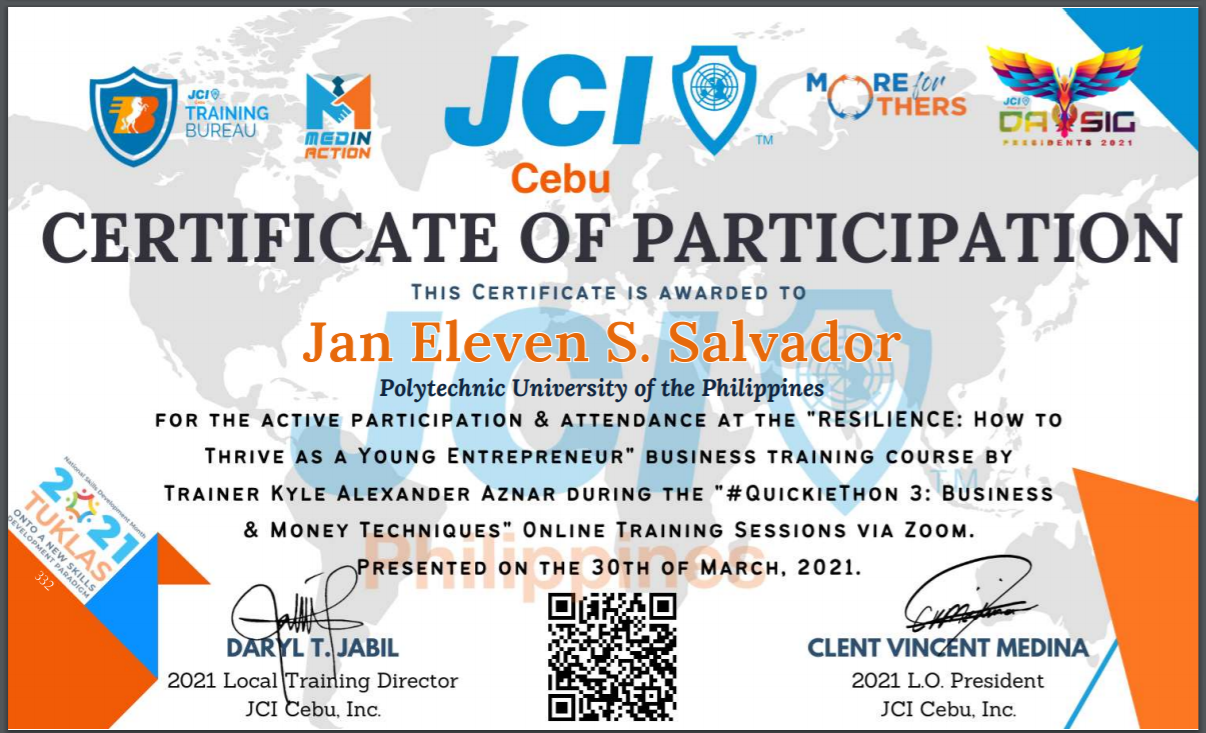 JCI
TRAINING
BUREAU
MEDIN
ACTION
JCI
TM
Cebu
MORE for
OTHERS
JCI
DAYSIG
PRESIDENTS 2021
CERTIFICATE OF PARTICIPATION
THIS CERTIFICATE IS AWARDED TO
Jan Eleven S. Salvador
Polytechnic University of the Philippines
FOR THE ACTIVE PARTICIPATION & ATTENDANCE AT THE "RESILIENCE: HOW TO
THRIVE AS A YOUNG ENTREPRENEUR" BUSINESS TRAINING COURSE BY
TRAINER KYLE ALEXANDER AZNAR DURING THE "#QUICKIETHON 3: BUSINESS
& MONEY TECHNIQUES" ONLINE TRAINING SESSIONS VIA ZOOM.
PRESENTED ON THE 30TH OF MARCH, 2021.
JCI
TM
Philippines
National Skills Development Month
2021
TUKLAS
ONTO A NEW SKILLS
DEVELOPMENT PARADIGM
332
DARYL T. JABIL
2021 Local Training Director
JCI Cebu, Inc.
CLENT VINCENT MEDINA
2021 L.O. President
JCI Cebu, Inc.